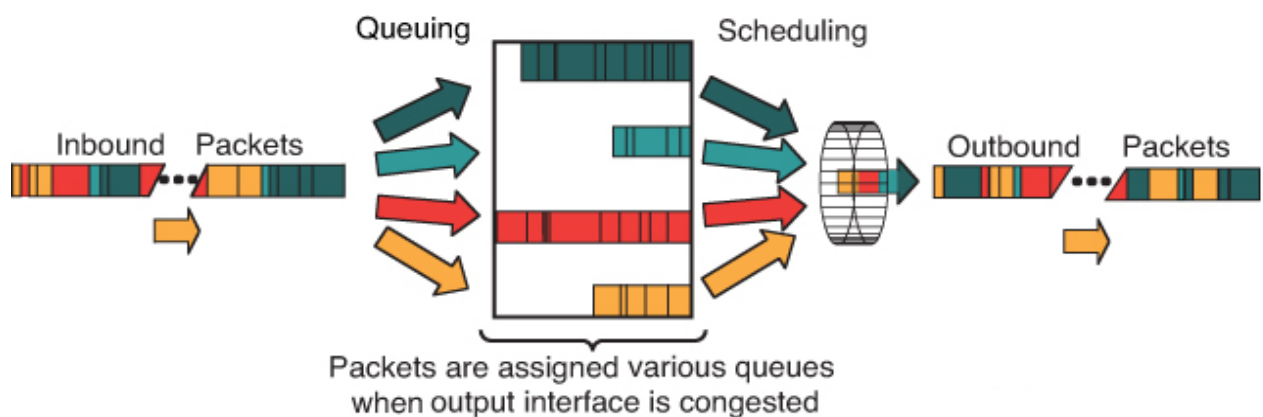 Queuing
Scheduling
Inbound Packets
Outbound Packets
Packets are assigned various queues
when output interface is congested